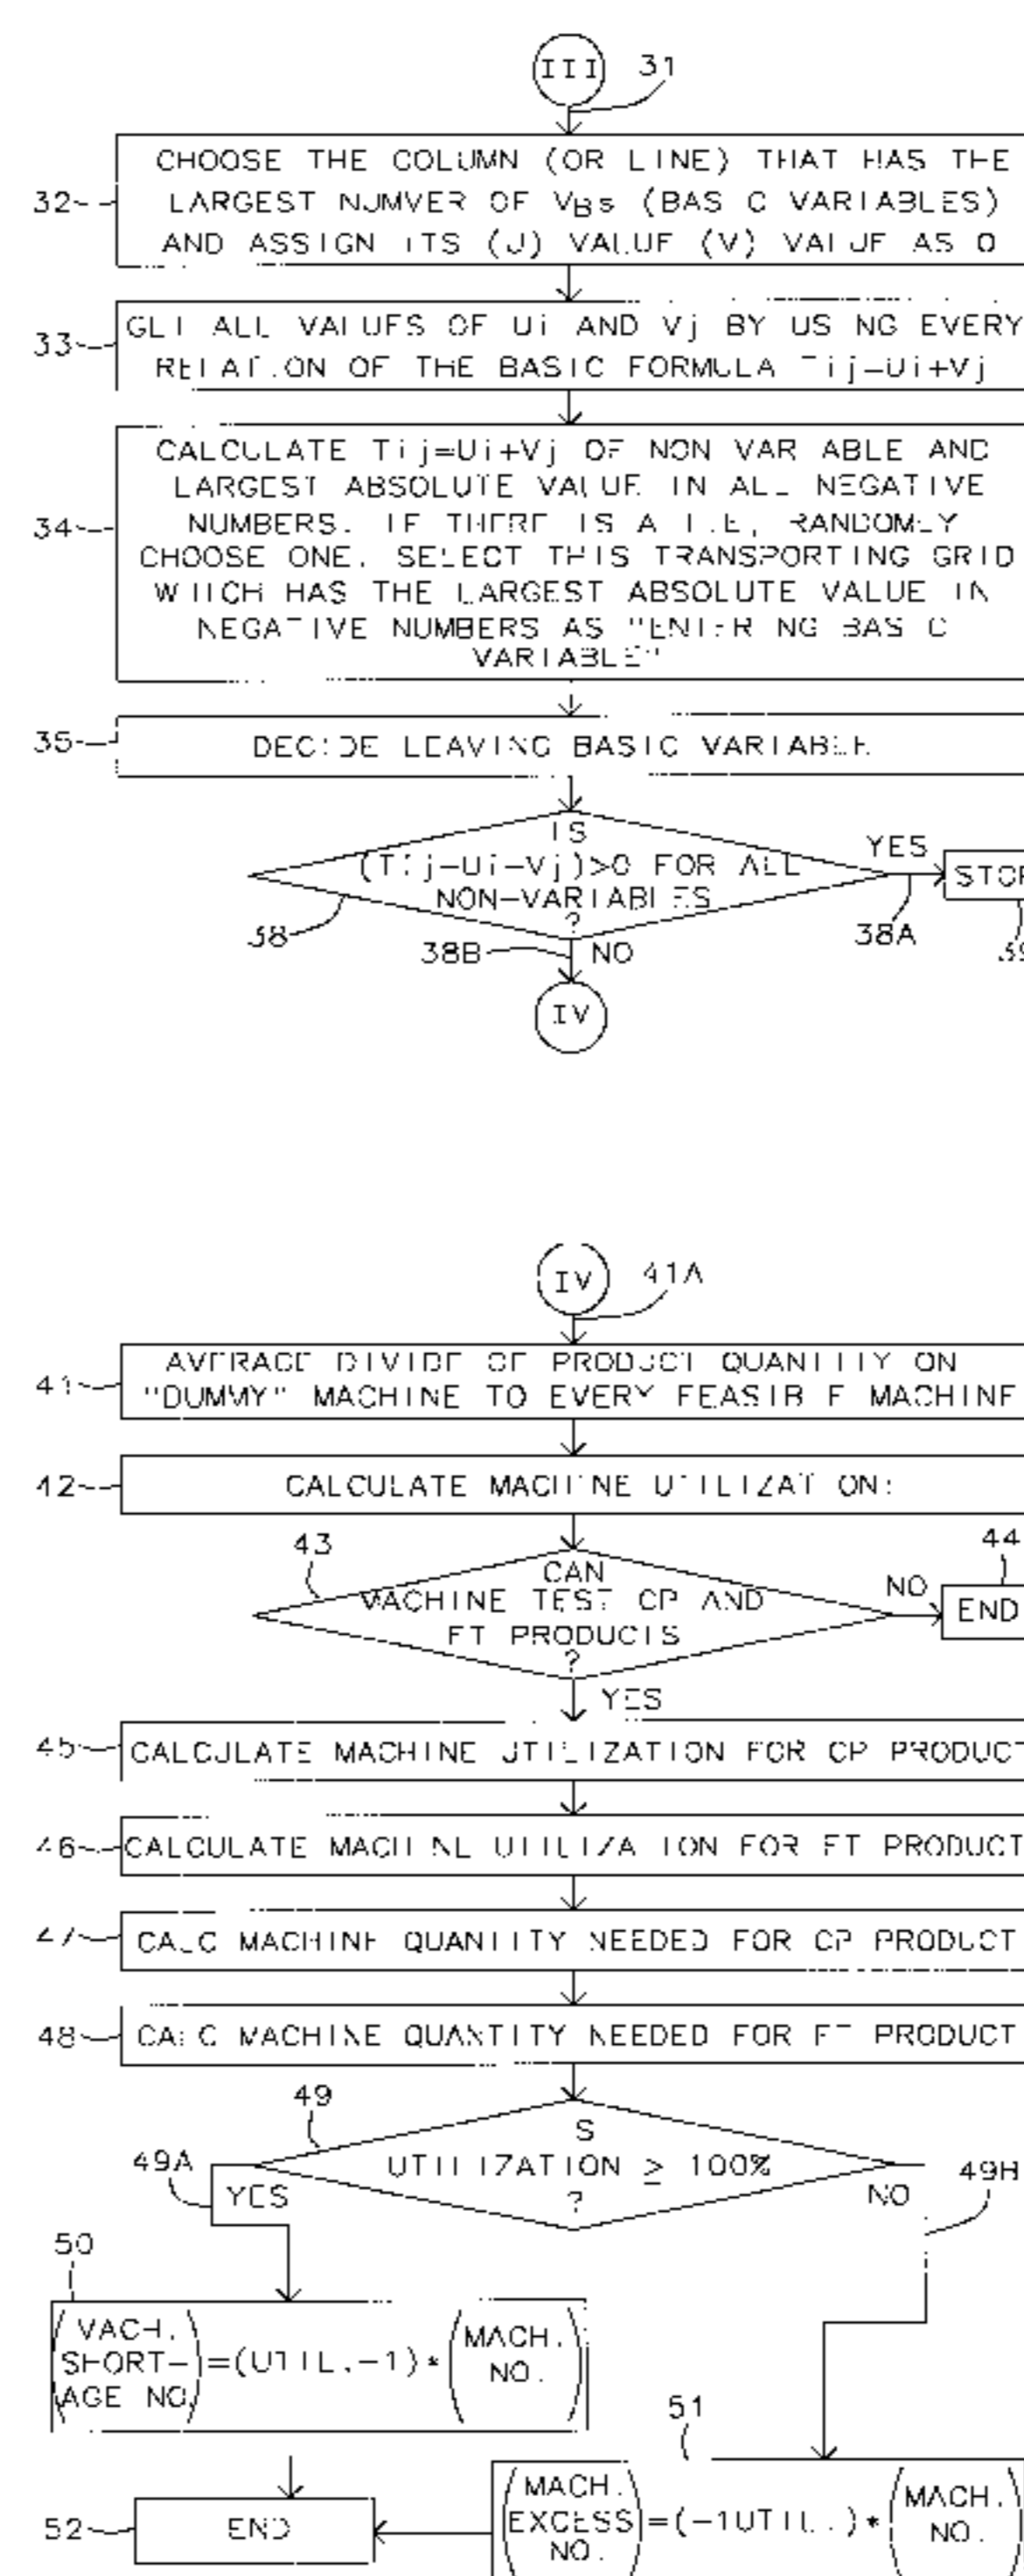 III 31
CHOOSE THE COLUMN (OR LINE) THAT HAS THE
32
LARGEST NUMVER OF VBs (BASIC VARIABLES)
AND ASSIGN ITS (U) VALUE (V) VALUE AS 0
GET ALL VALUES OF Ui AND Vj BY USING EVERY
33
RELATION OF THE BASIC FORMULA Tij=Ui+Vj
CALCULATE Tij=Ui+Vj OF NON VARIABLE AND
LARGEST ABSOLUTE VALUE IN ALL NEGATIVE
34
NUMBERS. IF THERE IS A TIE, RANDOMLY
CHOOSE ONE. SELECT THIS TRANSPORTING GRID
WHICH HAS THE LARGEST ABSOLUTE VALUE IN
NEGATIVE NUMBERS AS "ENTERING BASIC
VARIABLE"
35
DECIDE LEAVING BASIC VARIABLE
IS
(Tij-Ui-Vj)>0 FOR ALL
NON-VARIABLES
?
YES
STOP
38
38A
39
38B
NO
IV
IV 41A
AVERAGE DIVIDE OF PRODUCT QUANTITY ON
41
"DUMMY" MACHINE TO EVERY FEASIBLE MACHINE
42
CALCULATE MACHINE UTILIZATION:
43
CAN
MACHINE TEST CP AND
FT PRODUCTS
?
NO
44
END
YES
45
CALCULATE MACHINE UTILIZATION FOR CP PRODUCT
46
CALCULATE MACHINE UTILIZATION FOR FT PRODUCT
47
CALC MACHINE QUANTITY NEEDED FOR CP PRODUCT
48
CALC MACHINE QUANTITY NEEDED FOR FT PRODUCT
49
IS
UTILIZATION ≥ 100%
?
49A
YES
NO
49B
50
(MACH. SHORT-AGE NO.)=(UTIL.-1)*(MACH. NO.)
51
(MACH. EXCESS NO.)=(-1UTIL.)*(MACH. NO.)
52
END